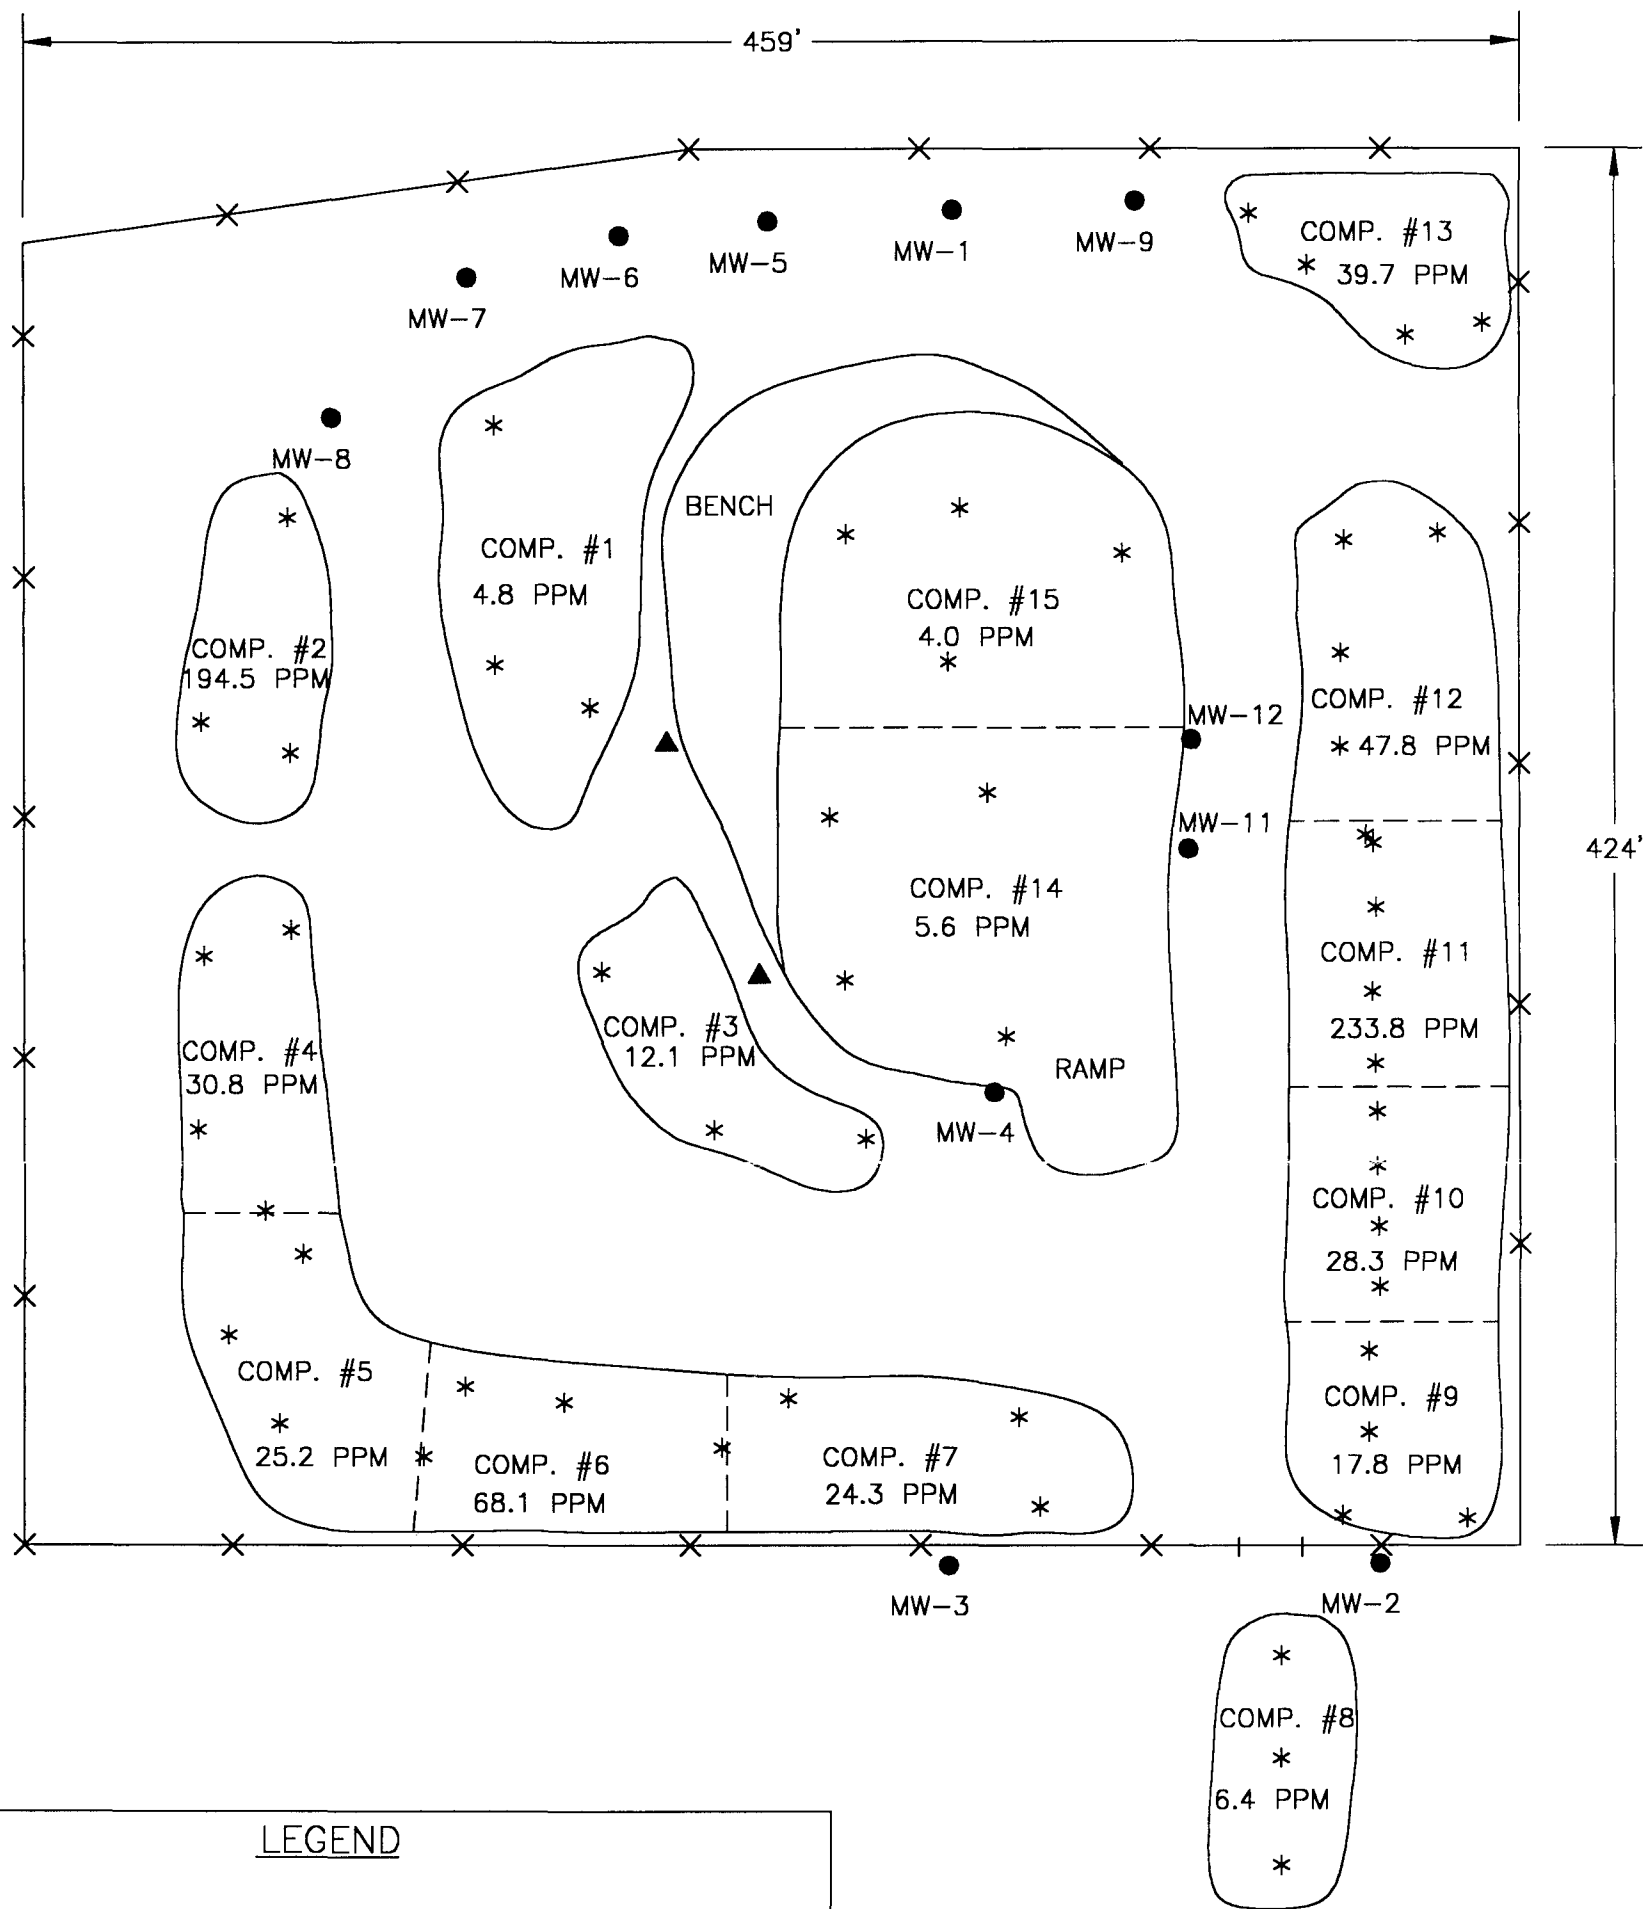 459'
COMP. #13
39.7 PPM
MW-9
MW-1
MW-5
MW-6
MW-7
MW-8
BENCH
COMP. #1
4.8 PPM
COMP. #15
4.0 PPM
COMP. #2
194.5 PPM
COMP. #12
47.8 PPM
MW-12
MW-11
424'
COMP. #14
5.6 PPM
COMP. #11
233.8 PPM
COMP. #3
12.1 PPM
COMP. #4
30.8 PPM
RAMP
MW-4
COMP. #10
28.3 PPM
COMP. #5
25.2 PPM
COMP. #6
68.1 PPM
COMP. #7
24.3 PPM
COMP. #9
17.8 PPM
MW-3
MW-2
COMP. #8
6.4 PPM
LEGEND